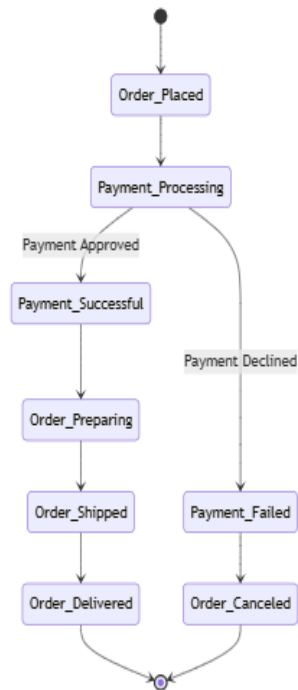 Order_Placed
Payment_Processing
Payment Approved
Payment_Successful
Payment Declined
Order_Preparing
Order_Shipped
Payment_Failed
Order_Delivered
Order_Canceled